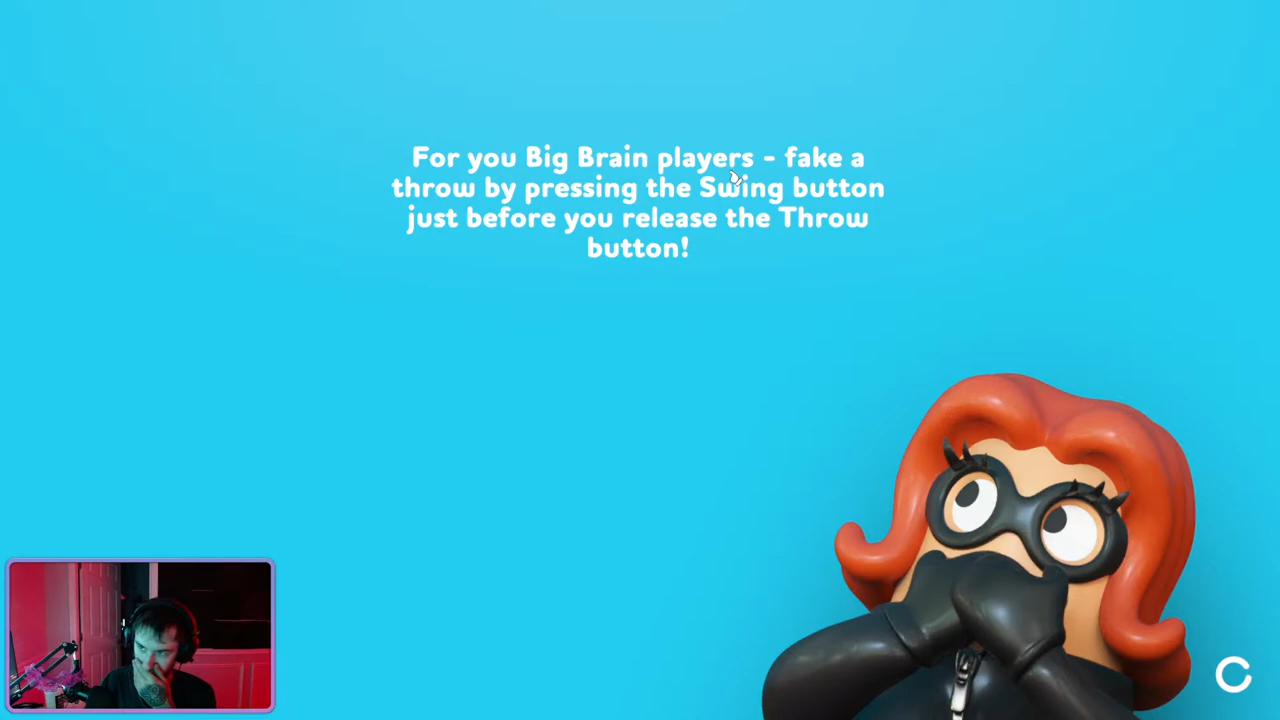 For you Big Brain players - fake a
throw by pressing the Swing button
just before you release the Throw
button!